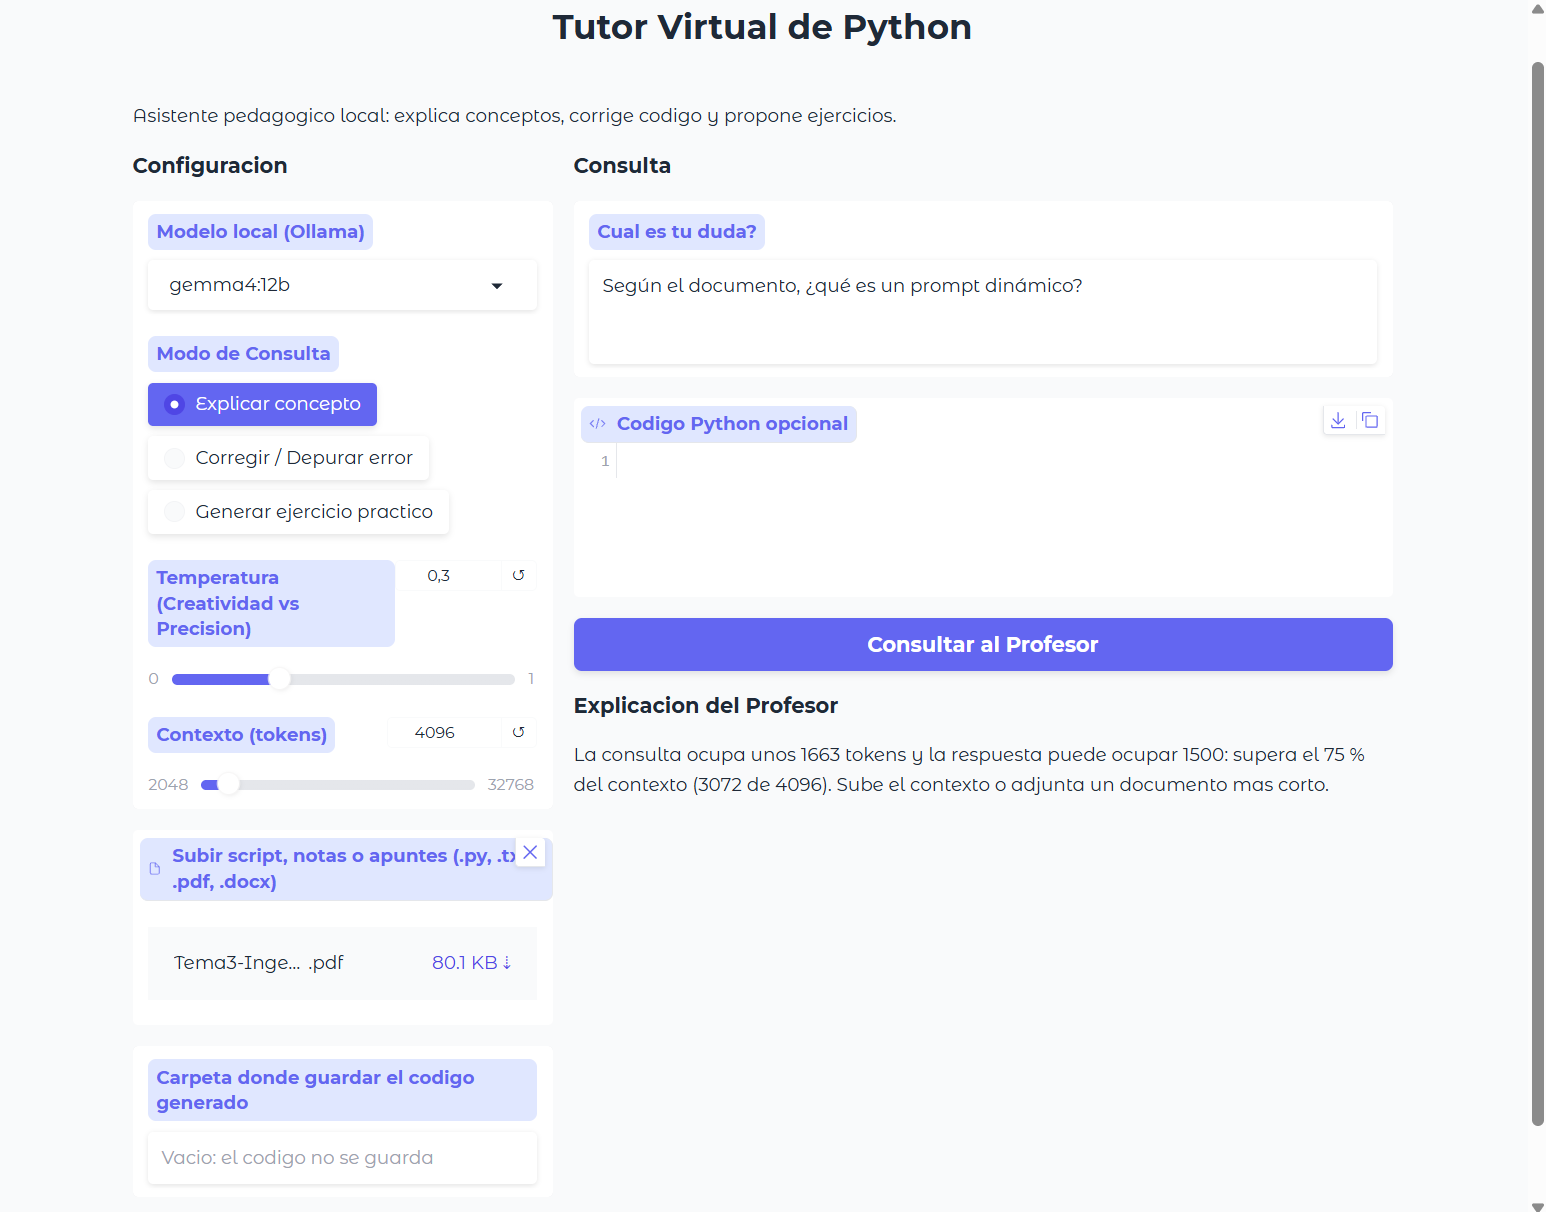 Tutor Virtual de Python
Asistente pedagogico local: explica conceptos, corrige codigo y propone ejercicios.
Configuracion
Modelo local (Ollama)
gemma4:12b
Modo de Consulta
Explicar concepto
Corregir / Depurar error
Generar ejercicio practico
Temperatura
(Creatividad vs
Precision)
0,3
0
1
Contexto (tokens)
4096
2048
32768
Subir script, notas o apuntes (.py, .tx
.pdf, .docx)
Tema3-Inge... .pdf
80.1 KB ⇣
Carpeta donde guardar el codigo
generado
Vacio: el codigo no se guarda
Consulta
Cual es tu duda?
Según el documento, ¿qué es un prompt dinámico?
Codigo Python opcional
1
Consultar al Profesor
Explicacion del Profesor
La consulta ocupa unos 1663 tokens y la respuesta puede ocupar 1500: supera el 75 %
del contexto (3072 de 4096). Sube el contexto o adjunta un documento mas corto.